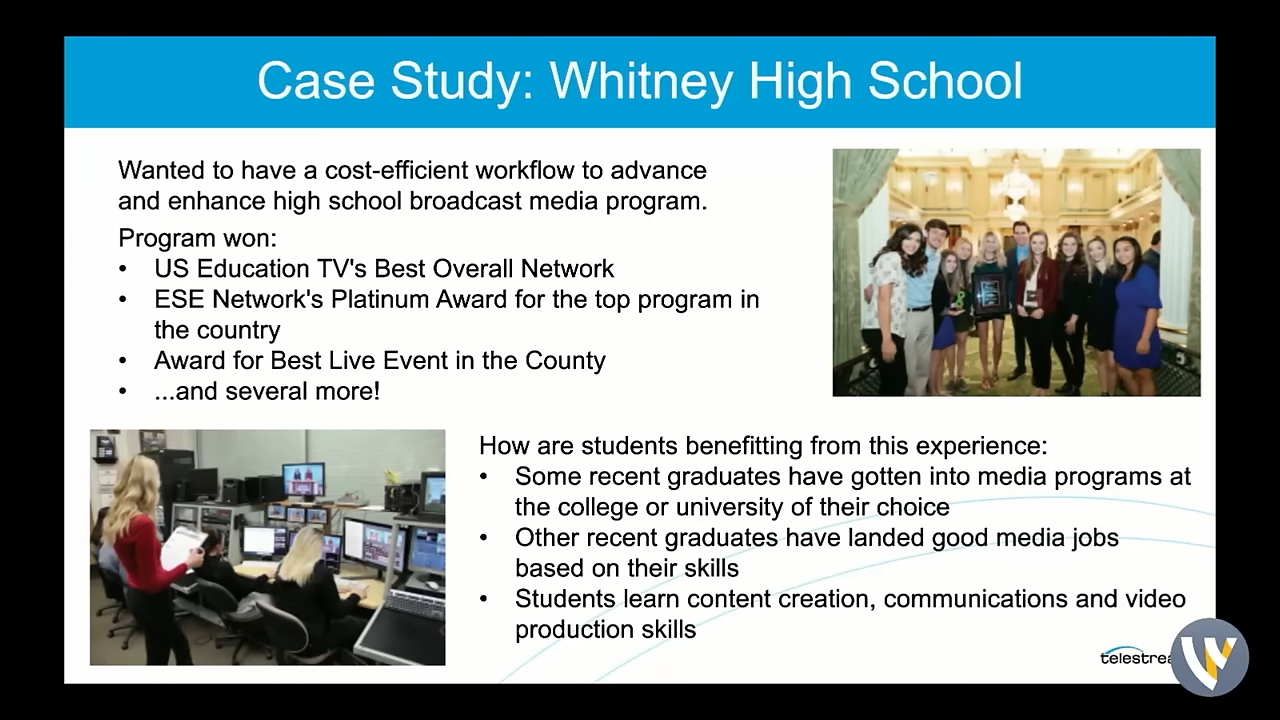 Case Study: Whitney High School
Wanted to have a cost-efficient workflow to advance
and enhance high school broadcast media program.
Program won:
• US Education TV's Best Overall Network
• ESE Network's Platinum Award for the top program in
the country
• Award for Best Live Event in the County
• ...and several more!
How are students benefitting from this experience:
• Some recent graduates have gotten into media programs at
the college or university of their choice
• Other recent graduates have landed good media jobs
based on their skills
• Students learn content creation, communications and video
production skills
telestrea